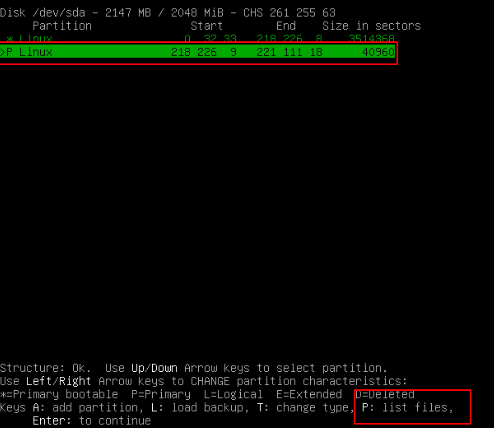 Disk /dev/sda - 2147 MB / 2048 MiB - CHS 261 255 63
Partition Start End Size in sectors
* Linux 0 32 33 218 226 8 3514368
>P Linux 218 226 9 221 111 18 40960
Structure: Ok. Use Up/Down Arrow keys to select partition.
Use Left/Right Arrow keys to CHANGE partition characteristics:
*=Primary bootable P=Primary L=Logical E=Extended D=Deleted
Keys A: add partition, L: load backup, T: change type, P: list files,
Enter: to continue